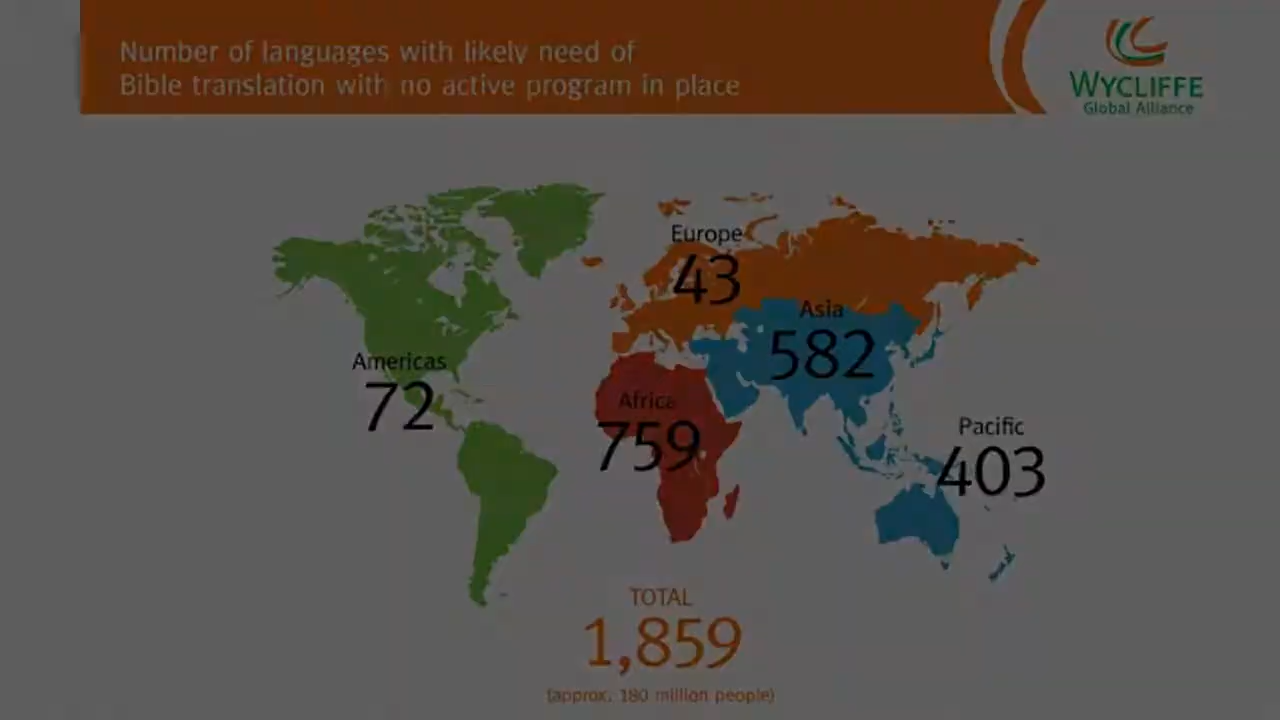 Number of languages with likely need of
Bible translation with no active program in place
WYCLIFFE
Global Alliance
Europe
43
Asia
582
Americas
72
Africa
759
Pacific
403
TOTAL
1,859
(approx. 180 million people)